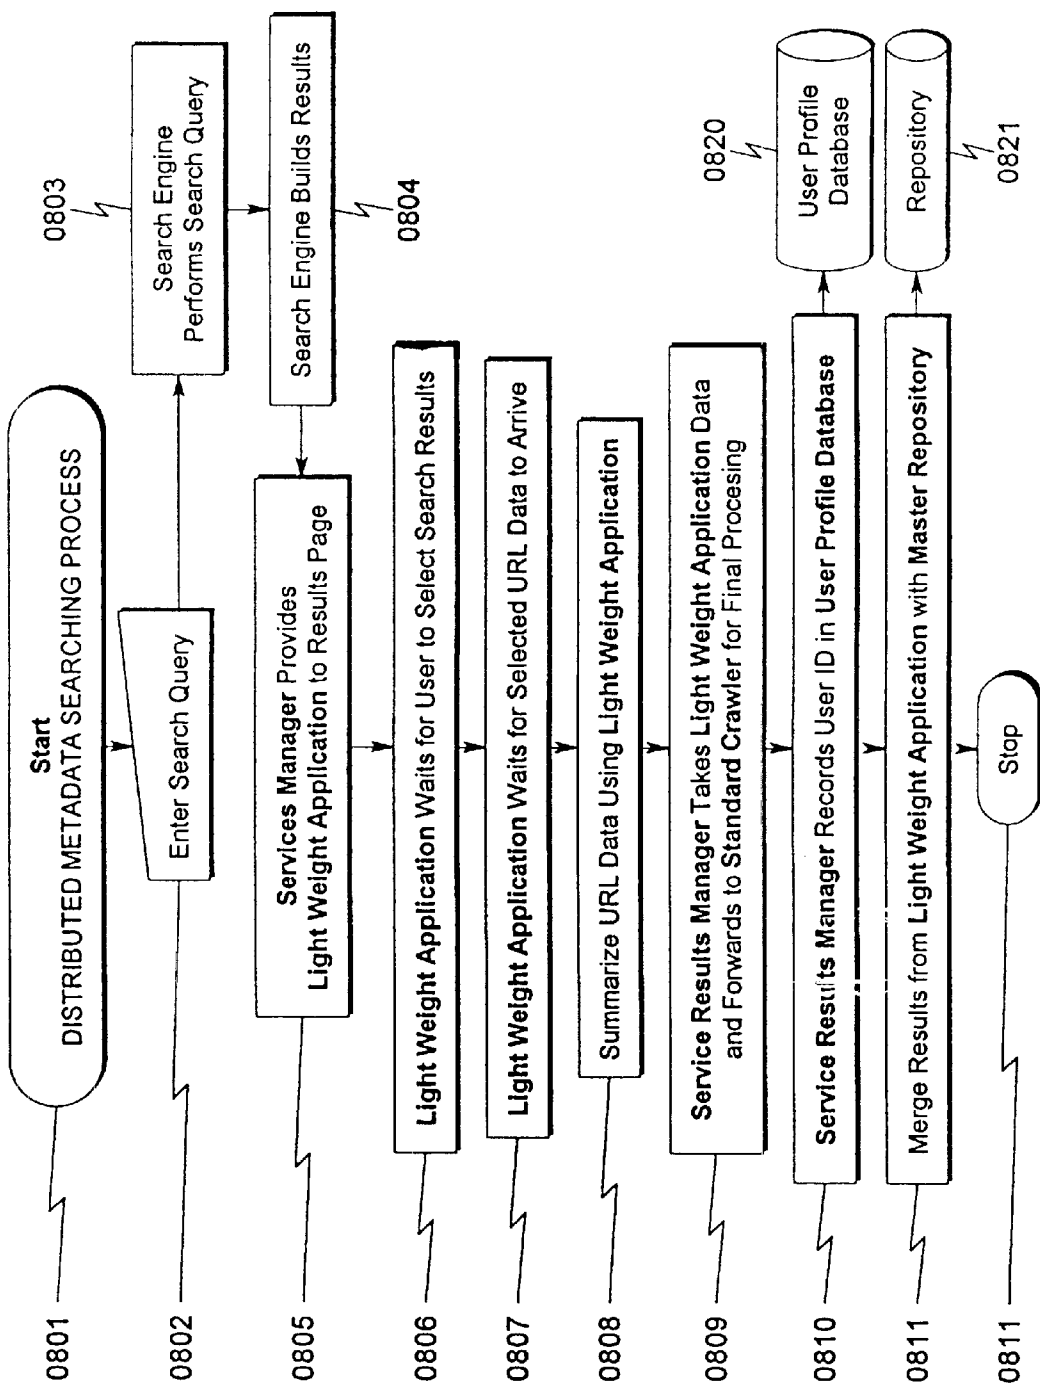 0801
Start
DISTRIBUTED METADATA SEARCHING PROCESS
0802
Enter Search Query
0803
Search Engine
Performs Search Query
Search Engine Builds Results
0804
0805
Services Manager Provides
Light Weight Application to Results Page
0806
Light Weight Application Waits for User to Select Search Results
0807
Light Weight Application Waits for Selected URL Data to Arrive
0808
Summarize URL Data Using Light Weight Application
0809
Service Results Manager Takes Light Weight Application Data
and Forwards to Standard Crawler for Final Procesing
0810
Service Results Manager Records User ID in User Profile Database
0820
User Profile
Database
0811
Merge Results from Light Weight Application with Master Repository
Repository
0821
0811
Stop